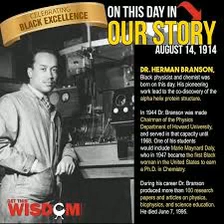 CELEBRATING
BLACK EXCELLENCE
ON THIS DAY IN
OUR STORY
AUGUST 14, 1914
DR. HERMAN BRANSON,
Black physicist and chemist was
born on this day. His pioneering
work lead to the co-discovery of the
alpha helix protein structure.
In 1944 Dr. Branson was made
Chairman of the Physics
Department of Howard University,
and served in that capacity until
1968. One of his students
would include Marie Maynard Daly,
who in 1947 became the first Black
woman in the United States to earn
a Ph.D. in Chemistry.
During his career Dr. Branson
produced more than 100 research
papers and articles on physics,
biophysics, and science education.
He died June 7, 1995.
GET THIS
WISDOM